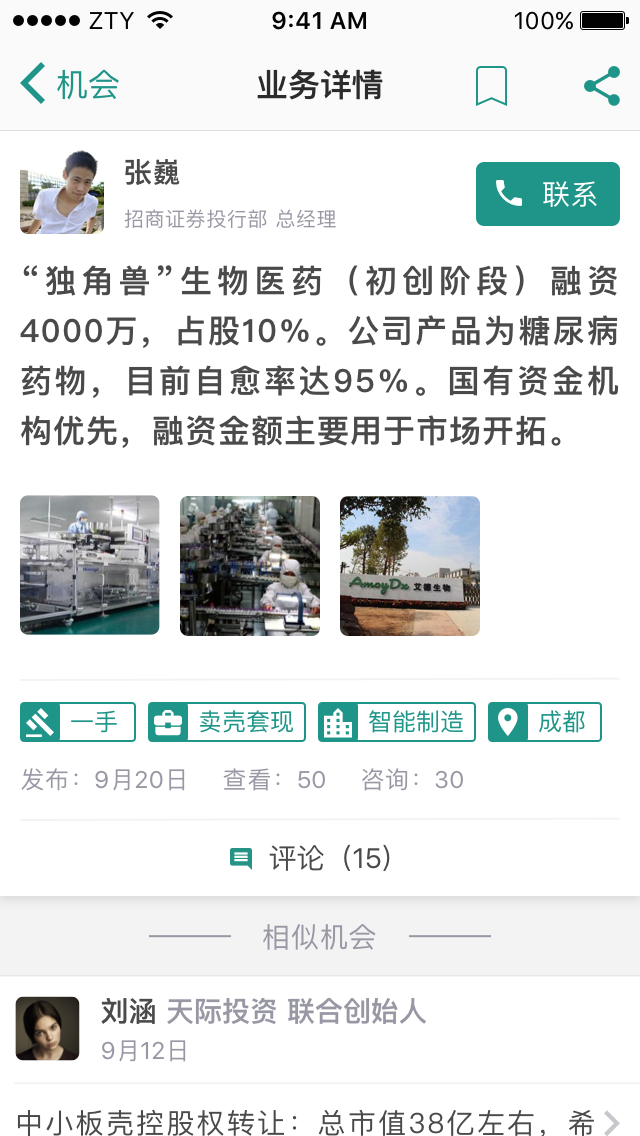 ZTY 9:41 AM 100%
机会 业务详情
张巍
招商证券投行部 总经理
联系
“独角兽”生物医药（初创阶段）融资
4000万，占股10%。公司产品为糖尿病
药物，目前自愈率达95%。国有资金机
构优先，融资金额主要用于市场开拓。
AmoyDx 艾德生物
一手 卖壳套现 智能制造 成都
发布：9月20日 查看：50 咨询：30
评论（15）
相似机会
刘涵 天际投资 联合创始人
9月12日
中小板壳控股权转让：总市值38亿左右，希